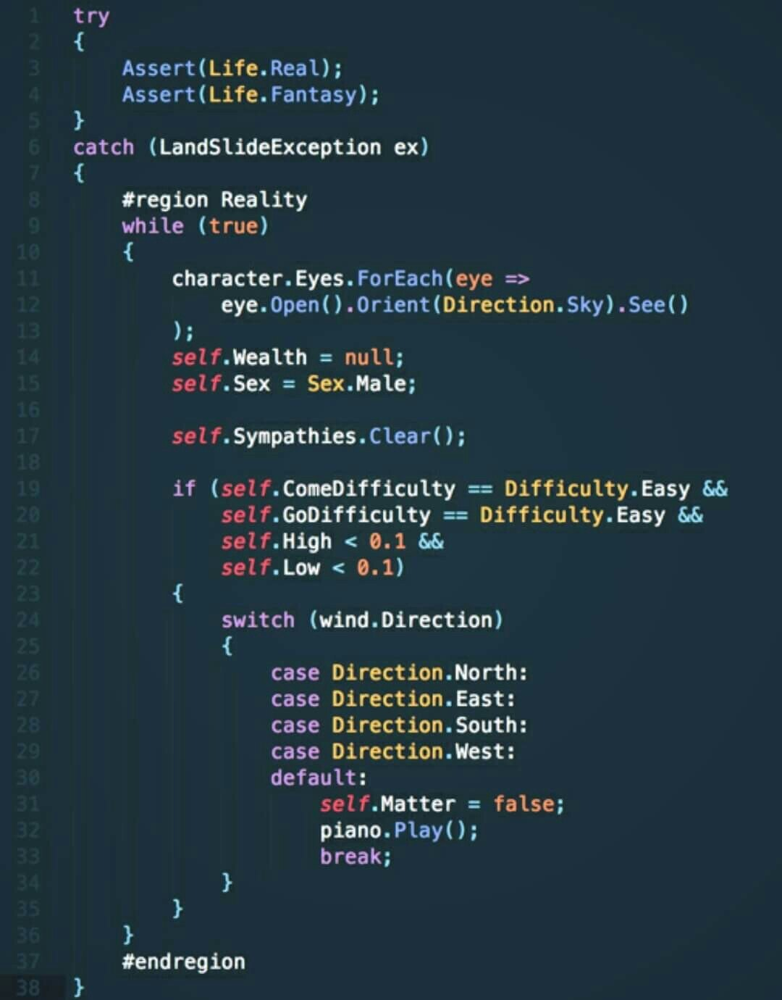 1 try
2 {
3 Assert(Life.Real);
4 Assert(Life.Fantasy);
5 }
6 catch (LandSlideException ex)
7 {
8 #region Reality
9 while (true)
10 {
11 character.Eyes.ForEach(eye =>
12 eye.Open().Orient(Direction.Sky).See()
13 );
14 self.Wealth = null;
15 self.Sex = Sex.Male;
16
17 self.Sympathies.Clear();
18
19 if (self.ComeDifficulty == Difficulty.Easy &&
20 self.GoDifficulty == Difficulty.Easy &&
21 self.High < 0.1 &&
22 self.Low < 0.1)
23 {
24 switch (wind.Direction)
25 {
26 case Direction.North:
27 case Direction.East:
28 case Direction.South:
29 case Direction.West:
30 default:
31 self.Matter = false;
32 piano.Play();
33 break;
34 }
35 }
36 }
37 #endregion
38 }